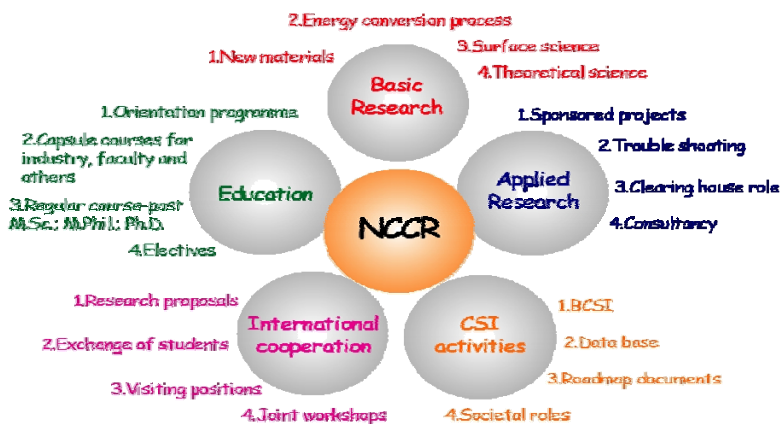 2.Energy conversion process
1.New materials
3.Surface science
4.Theoretical science
Basic
Research
1.Orientation programme
2.Capsule courses for
industry, faculty and
others
3.Regular course-post
M.Sc.; M.Phil.; Ph.D.
4.Electives
Education
1.Sponsored projects
2.Trouble shooting
3.Clearing house role
4.Consultancy
Applied
Research
NCCR
1.Research proposals
2.Exchange of students
3.Visiting positions
4.Joint workshops
International
cooperation
CSI
activities
1.BCSI
2.Data base
3.Roadmap documents
4.Societal roles